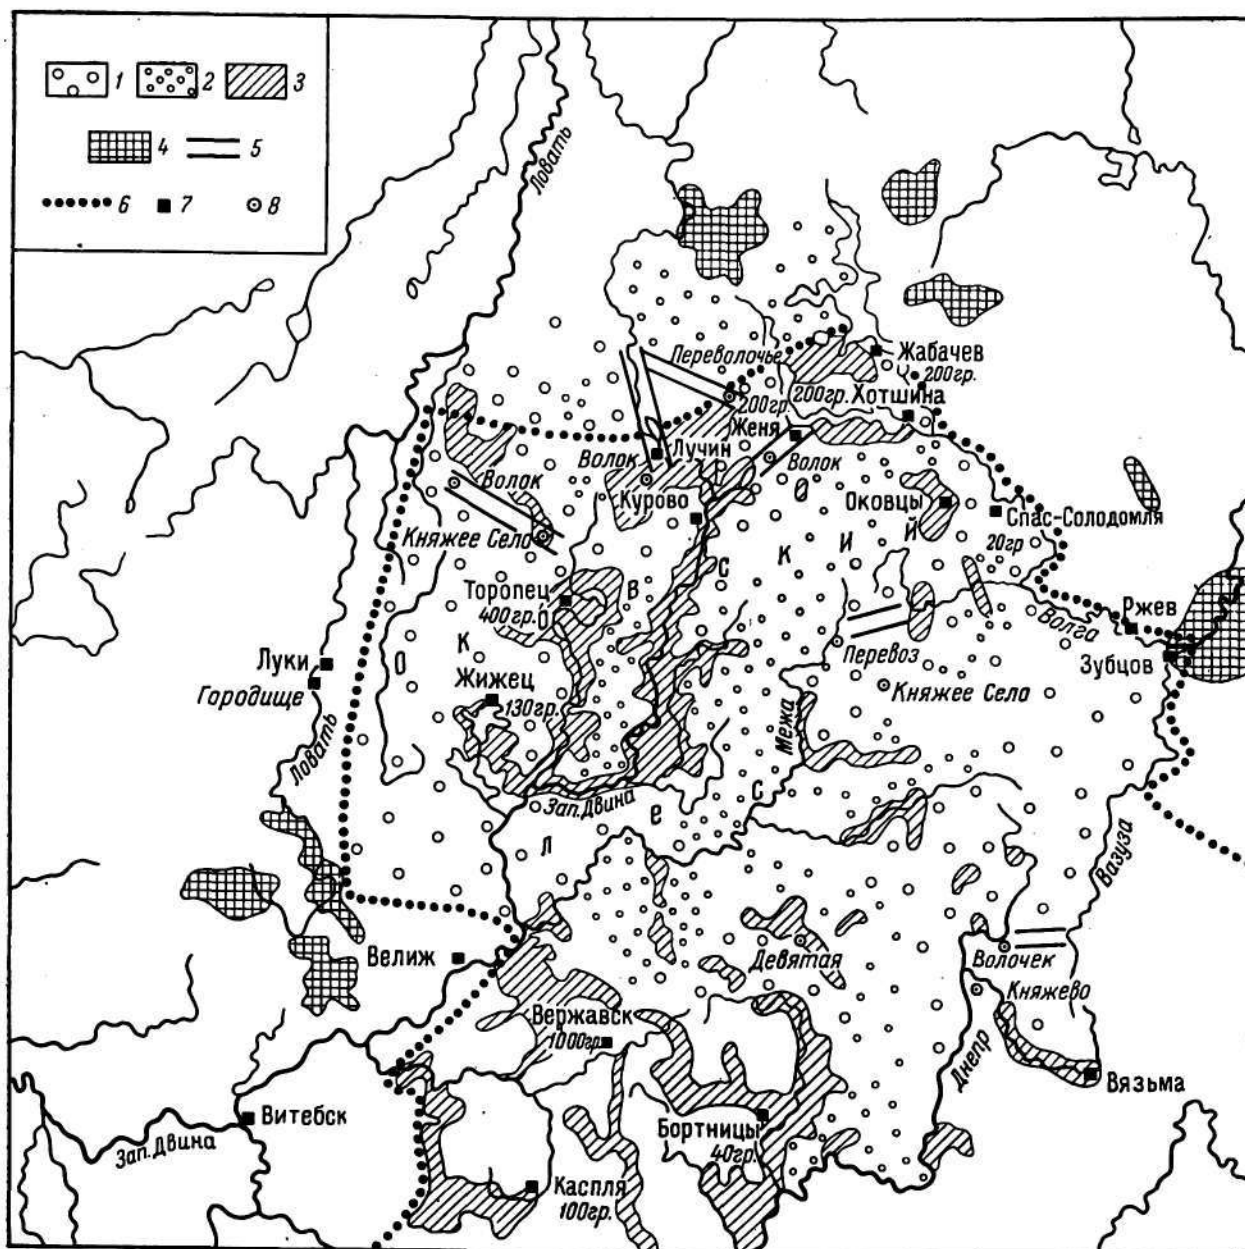 1 2 3
4 5
6 7 8
Ловать
Переволочье
Жабачев
200гр.
200гр.
Хотшина
200гр.
Женя
Волок
Лучин
Волок
Волок
Курово
Оковцы
Спас-Солодомля
20гр
Княжее Село
Торопец
400гр.
Ржев
Волга
Зубцов
Перевоз
Княжее Село
Луки
Городище
Жижец
130гр.
Межа
Ловать
Зап. Двина
ОКОВСКИЙ
ЛЕС
Вазуза
Велиж
Девятая
Волочек
Княжево
Вержавск
1000гр.
Днепр
Вязьма
Витебск
Зап. Двина
Бортницы
40гр.
Каспля
100гр.